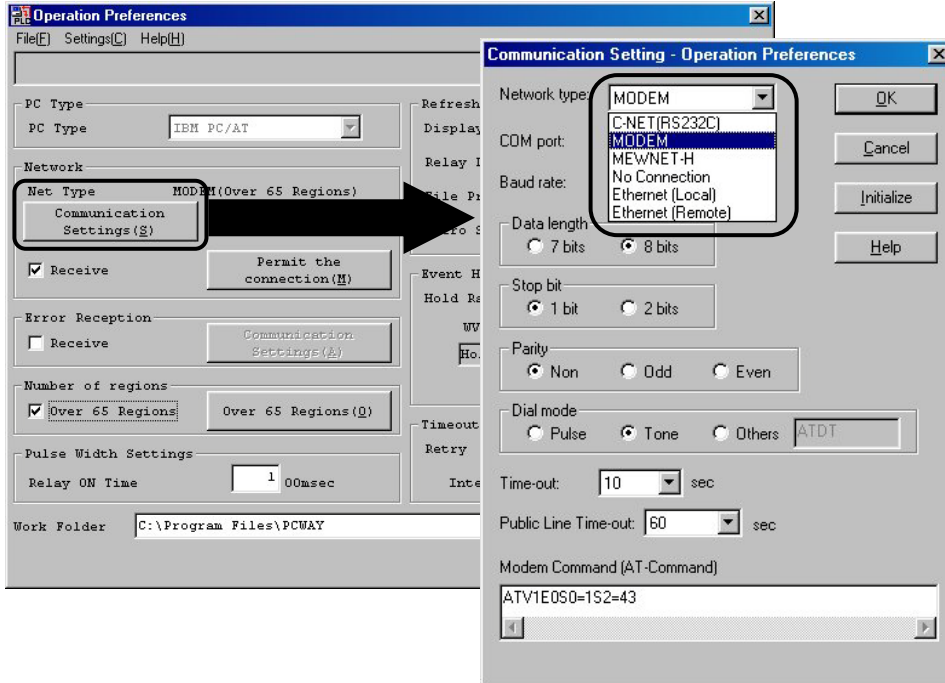 PLC Operation Preferences
File(F) Settings(C) Help(H)
PC Type
PC Type IBM PC/AT
Network
Net Type MODEM(Over 65 Regions)
Communication
Settings(S)
Receive
Permit the
connection(M)
Error Reception
Receive
Communication
Settings(A)
Number of regions
Over 65 Regions
Over 65 Regions(O)
Pulse Width Settings
Relay ON Time 1 00msec
Work Folder C:\Program Files\PCWAY
Refresh
Display
Relay I
File Pr
Event H
Hold Ra
WV
Ho
Timeout
Retry
Inte
Communication Setting - Operation Preferences
Network type: MODEM
C-NET(RS232C)
MODEM
MEWNET-H
No Connection
Ethernet (Local)
Ethernet (Remote)
COM port:
Baud rate:
OK
Cancel
Initialize
Help
Data length
7 bits 8 bits
Stop bit
1 bit 2 bits
Parity
Non Odd Even
Dial mode
Pulse Tone Others ATDT
Time-out: 10 sec
Public Line Time-out: 60 sec
Modem Command (AT-Command)
ATV1E0S0=1S2=43